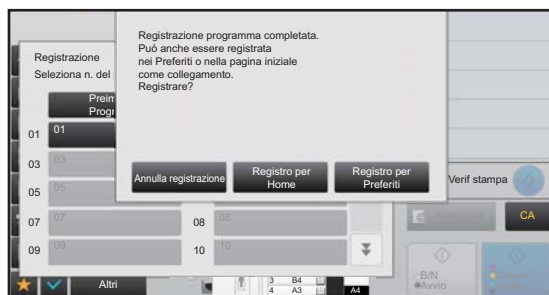 Registrazione programma completata.
Può anche essere registrata
nei Preferiti o nella pagina iniziale
come collegamento.
Registrare?
Annulla registrazione
Registro per
Home
Registro per
Preferiti
Registrazione
Seleziona n. del
01
01
03
03
05
05
07
07
08
08
09
09
10
10
Verif stampa
CA
B/N
Avvio
Altri
3 B4
4 A3
A4